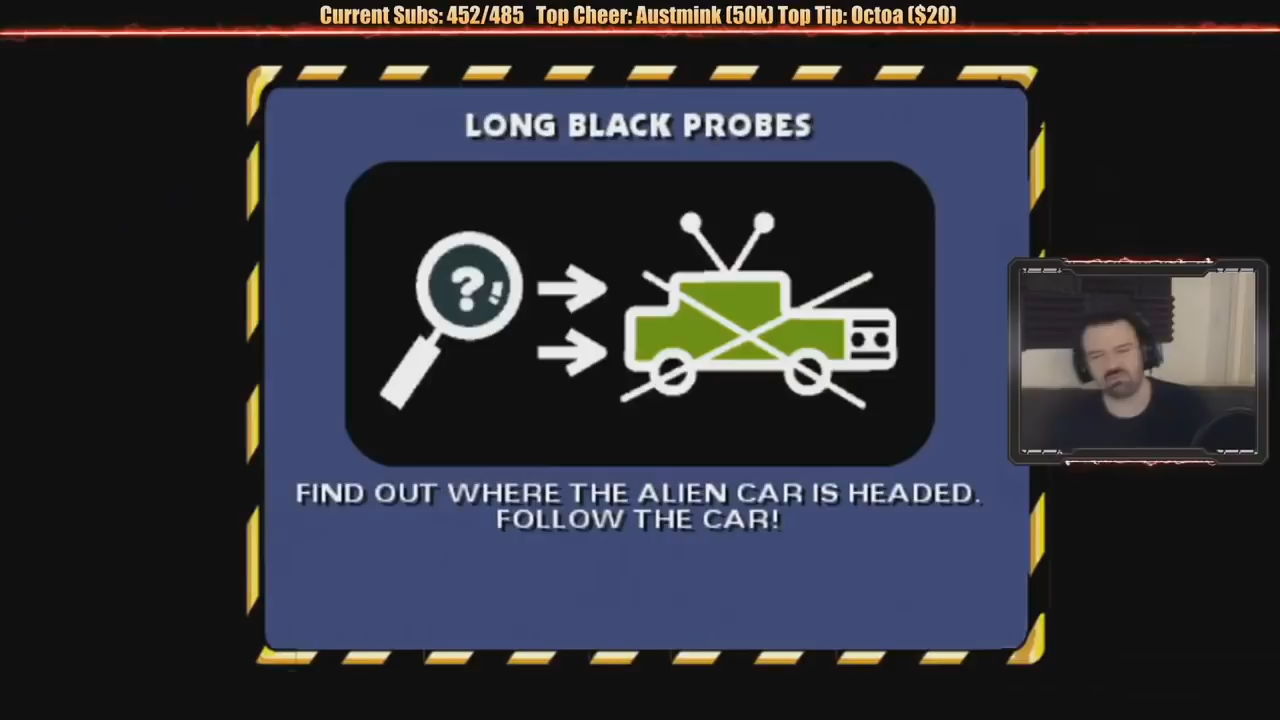 Current Subs: 452/485 Top Cheer: Austmink (50k) Top Tip: Octoa ($20)
LONG BLACK PROBES
?
FIND OUT WHERE THE ALIEN CAR IS HEADED.
FOLLOW THE CAR!